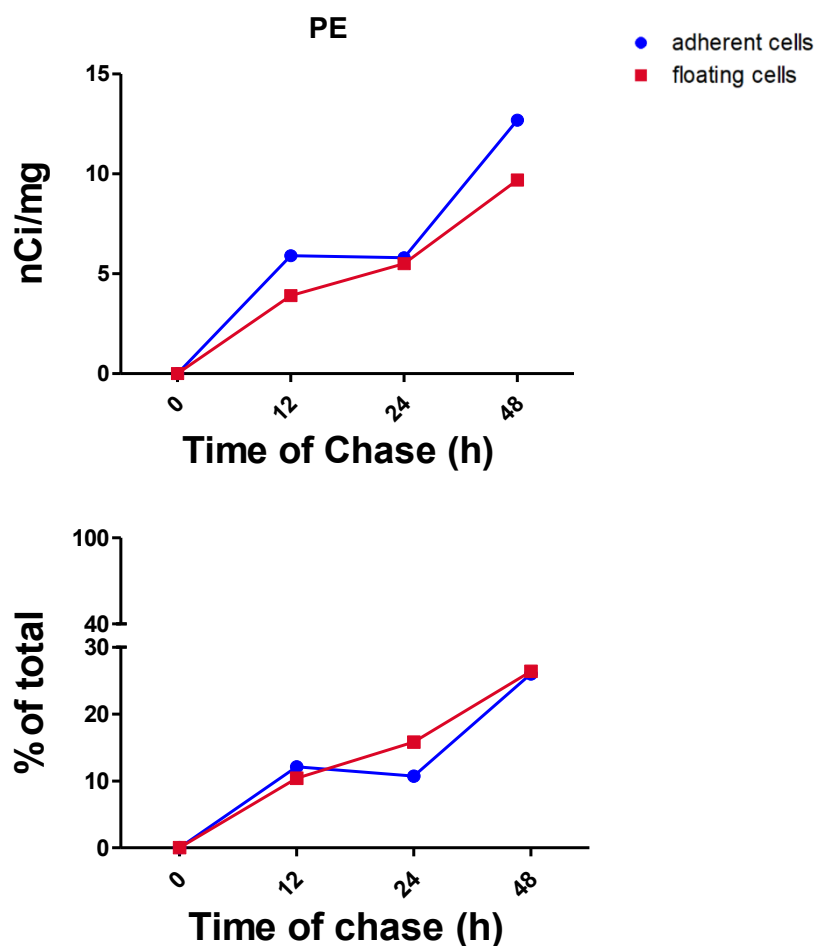 PE
adherent cells
floating cells
15
10
5
0
nCi/mg
0
12
24
48
Time of Chase (h)
100
40
30
20
10
0
% of total
0
12
24
48
Time of chase (h)